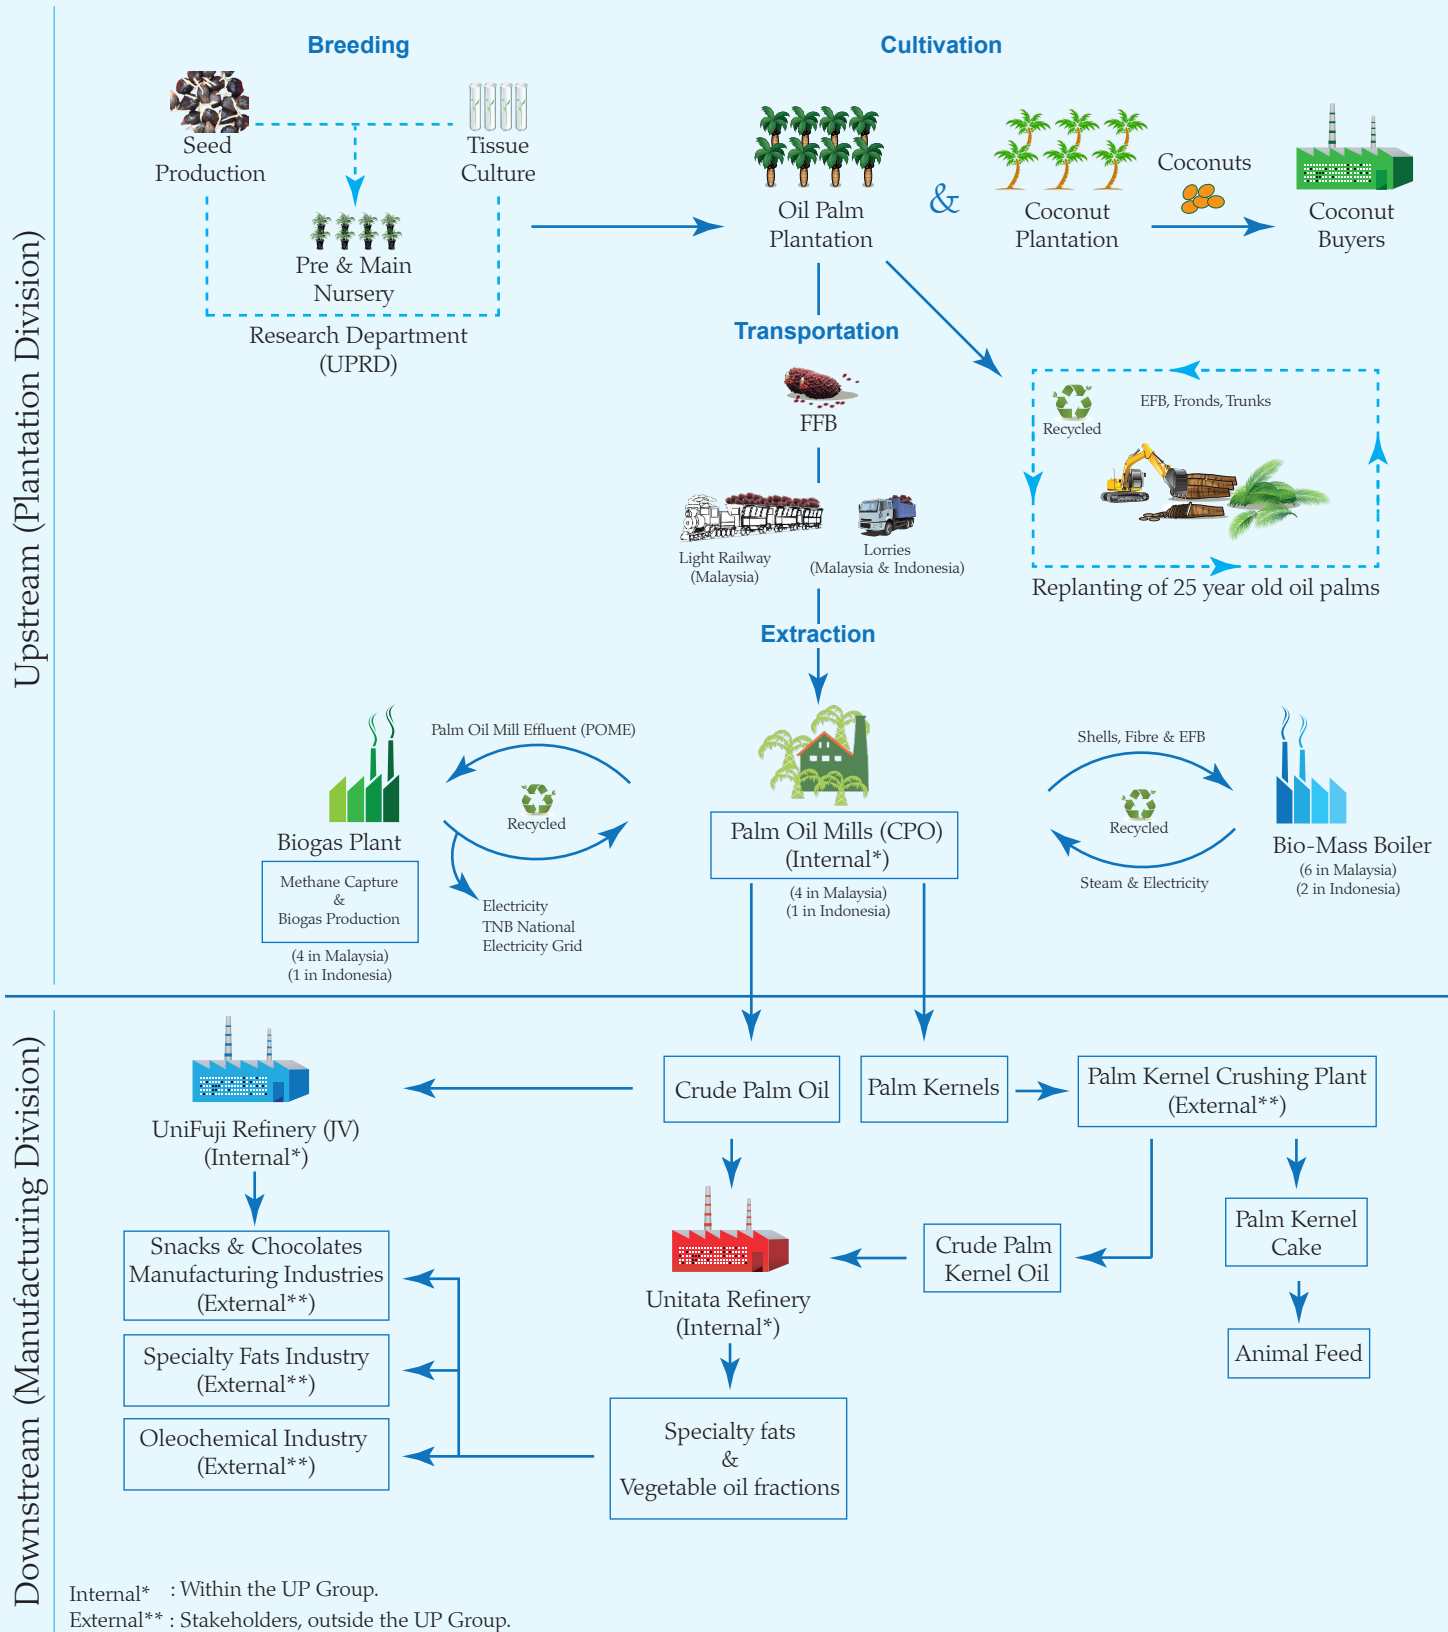 Upstream (Plantation Division)
Breeding
Cultivation
Seed
Production
Tissue
Culture
Pre & Main
Nursery
Research Department
(UPRD)
Oil Palm
Plantation
&
Coconut
Plantation
Coconuts
Coconut
Buyers
Transportation
FFB
Light Railway
(Malaysia)
Lorries
(Malaysia & Indonesia)
Recycled
EFB, Fronds, Trunks
Replanting of 25 year old oil palms
Extraction
Palm Oil Mill Effluent (POME)
Recycled
Biogas Plant
Methane Capture
&
Biogas Production
(4 in Malaysia)
(1 in Indonesia)
Electricity
TNB National
Electricity Grid
Palm Oil Mills (CPO)
(Internal*)
(4 in Malaysia)
(1 in Indonesia)
Shells, Fibre & EFB
Recycled
Steam & Electricity
Bio-Mass Boiler
(6 in Malaysia)
(2 in Indonesia)
Downstream (Manufacturing Division)
UniFuji Refinery (JV)
(Internal*)
Crude Palm Oil
Palm Kernels
Palm Kernel Crushing Plant
(External**)
Snacks & Chocolates
Manufacturing Industries
(External**)
Specialty Fats Industry
(External**)
Oleochemical Industry
(External**)
Unitata Refinery
(Internal*)
Crude Palm
Kernel Oil
Palm Kernel
Cake
Animal Feed
Specialty fats
&
Vegetable oil fractions
Internal* : Within the UP Group.
External** : Stakeholders, outside the UP Group.